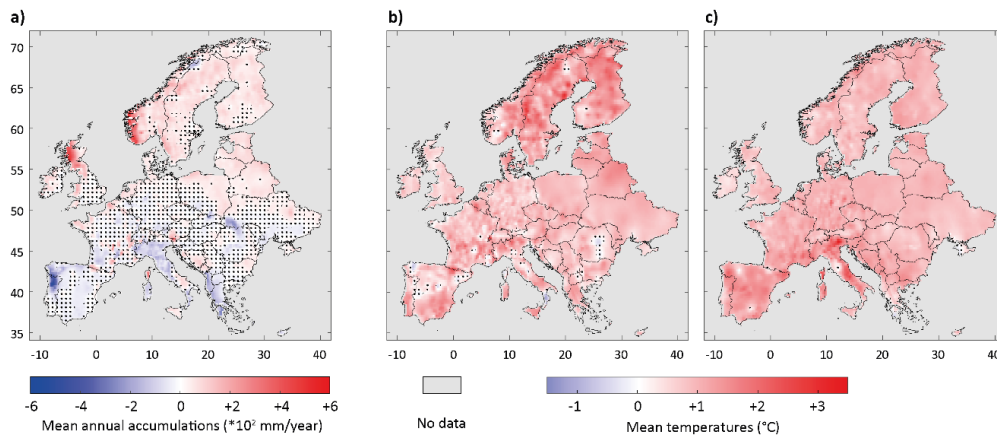 a) b) c)
70
65
60
55
50
45
40
35
-10 0 10 20 30 40 -10 0 10 20 30 40 -10 0 10 20 30 40
-6 -4 -2 0 +2 +4 +6
Mean annual accumulations (*10² mm/year)
No data
-1 0 +1 +2 +3
Mean temperatures (°C)